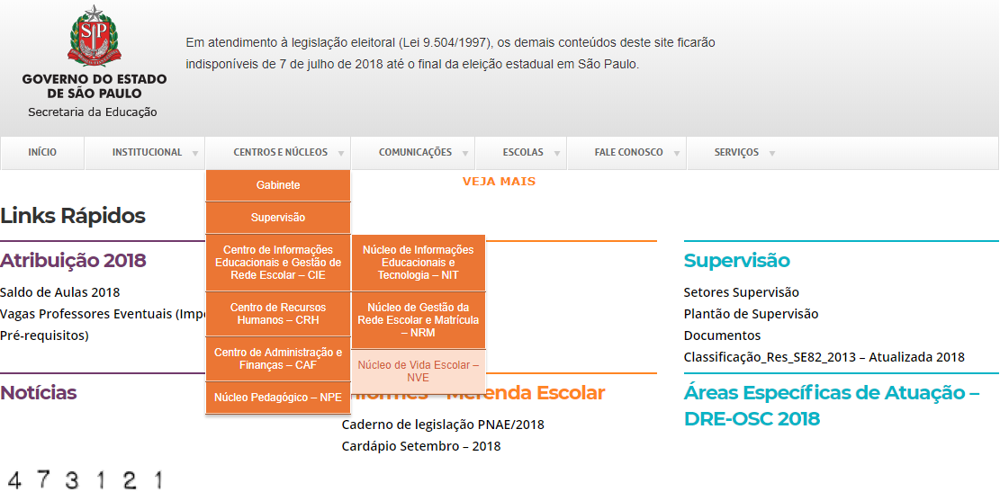 SP
GOVERNO DO ESTADO
DE SÃO PAULO
Secretaria da Educação
Em atendimento à legislação eleitoral (Lei 9.504/1997), os demais conteúdos deste site ficarão
indisponíveis de 7 de julho de 2018 até o final da eleição estadual em São Paulo.
INÍCIO
INSTITUCIONAL
CENTROS E NÚCLEOS
COMUNICAÇÕES
ESCOLAS
FALE CONOSCO
SERVIÇOS
Gabinete
Supervisão
Centro de Informações
Educacionais e Gestão de
Rede Escolar – CIE
Centro de Recursos
Humanos – CRH
Centro de Administração e
Finanças – CAF
Núcleo Pedagógico – NPE
Núcleo de Informações
Educacionais e
Tecnologia – NIT
Núcleo de Gestão da
Rede Escolar e Matrícula
– NRM
Núcleo de Vida Escolar –
NVE
VEJA MAIS
Links Rápidos
Atribuição 2018
Saldo de Aulas 2018
Vagas Professores Eventuais
Pré-requisitos)
Supervisão
Setores Supervisão
Plantão de Supervisão
Documentos
Classificação_Res_SE82_2013 – Atualizada 2018
Notícias
Merenda Escolar
Caderno de legislação PNAE/2018
Cardápio Setembro – 2018
Áreas Específicas de Atuação –
DRE-OSC 2018
4 7 3 1 2 1